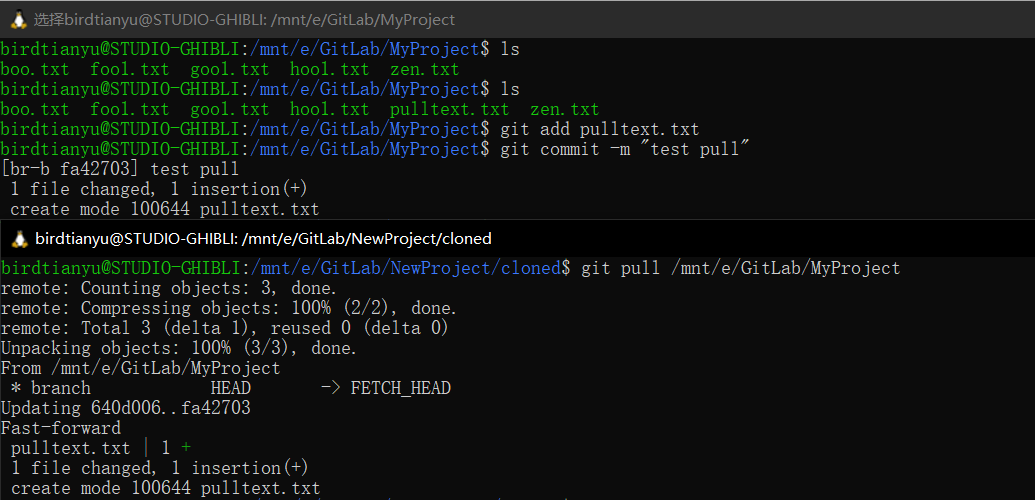 选择birdtianyu@STUDIO-GHIBLI: /mnt/e/GitLab/MyProject
birdtianyu@STUDIO-GHIBLI:/mnt/e/GitLab/MyProject$ ls
boo.txt  fool.txt  gool.txt  hool.txt  zen.txt
birdtianyu@STUDIO-GHIBLI:/mnt/e/GitLab/MyProject$ ls
boo.txt  fool.txt  gool.txt  hool.txt  pulltext.txt  zen.txt
birdtianyu@STUDIO-GHIBLI:/mnt/e/GitLab/MyProject$ git add pulltext.txt
birdtianyu@STUDIO-GHIBLI:/mnt/e/GitLab/MyProject$ git commit -m "test pull"
[br-b fa42703] test pull
 1 file changed, 1 insertion(+)
 create mode 100644 pulltext.txt
birdtianyu@STUDIO-GHIBLI: /mnt/e/GitLab/NewProject/cloned
birdtianyu@STUDIO-GHIBLI:/mnt/e/GitLab/NewProject/cloned$ git pull /mnt/e/GitLab/MyProject
remote: Counting objects: 3, done.
remote: Compressing objects: 100% (2/2), done.
remote: Total 3 (delta 1), reused 0 (delta 0)
Unpacking objects: 100% (3/3), done.
From /mnt/e/GitLab/MyProject
 * branch            HEAD       -> FETCH_HEAD
Updating 640d006..fa42703
Fast-forward
 pulltext.txt | 1 +
 1 file changed, 1 insertion(+)
 create mode 100644 pulltext.txt